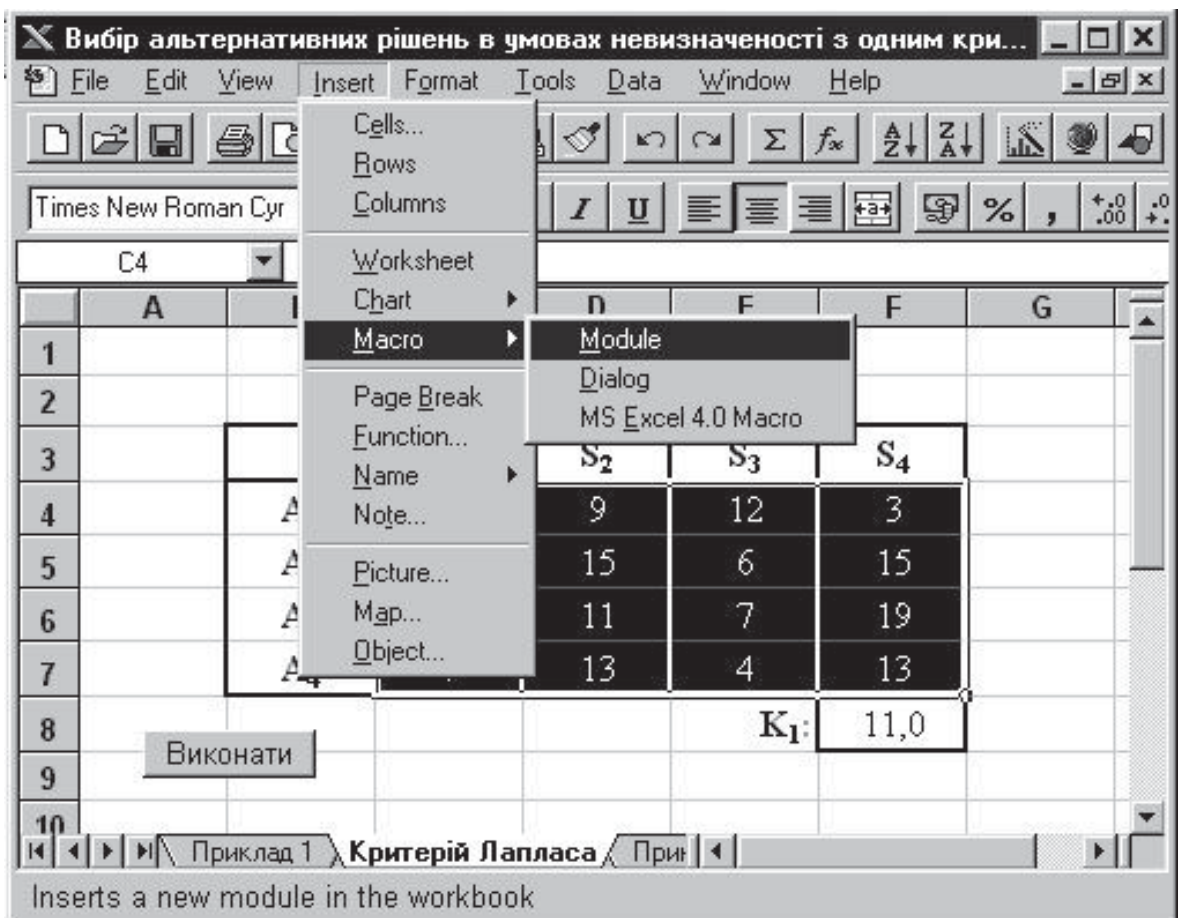 Вибір альтернативних рішень в умовах невизначеності з одним кри...
File Edit View Insert Format Tools Data Window Help
Times New Roman Cyr
I U % ,
C4
Cells...
Rows
Columns
Worksheet
Chart
Macro
Page Break
Function...
Name
Note...
Picture...
Map...
Object...
Module
Dialog
MS Excel 4.0 Macro
A D E F G
1
2
3 S2 S3 S4
4 9 12 3
5 15 6 15
6 11 7 19
7 A4 13 4 13
8 K1: 11,0
Виконати
9
10
Приклад 1 Критерій Лапласа
Inserts a new module in the workbook